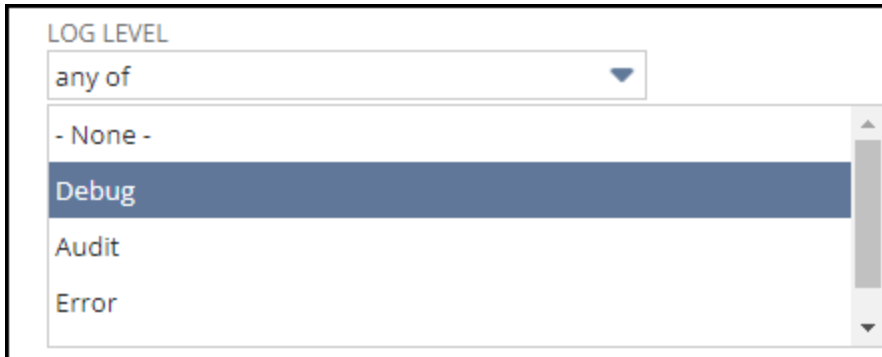 LOG LEVEL
any of
- None -
Debug
Audit
Error